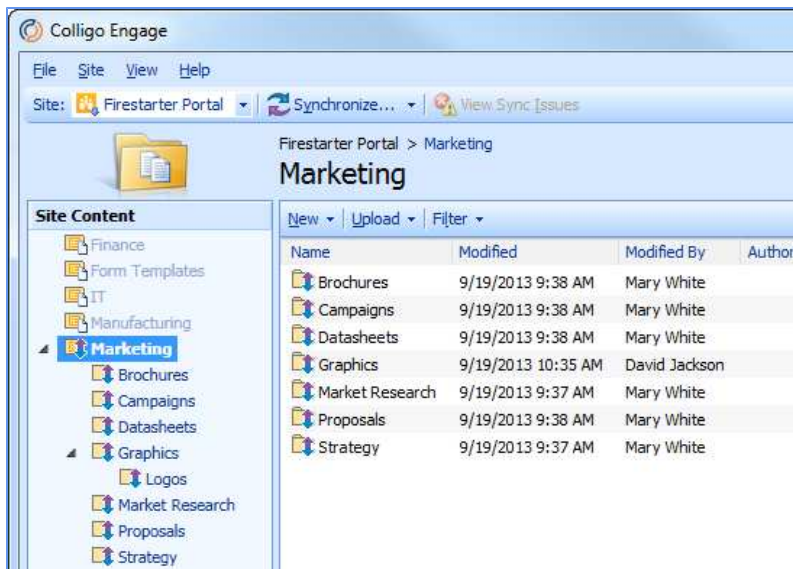 Colligo Engage
File Site View Help
Site: Firestarter Portal Synchronize... View Sync Issues
Firestarter Portal > Marketing
Marketing
Site Content
Finance
Form Templates
IT
Manufacturing
Marketing
Brochures
Campaigns
Datasheets
Graphics
Logos
Market Research
Proposals
Strategy
New Upload Filter
Name Modified Modified By Author
Brochures 9/19/2013 9:38 AM Mary White
Campaigns 9/19/2013 9:38 AM Mary White
Datasheets 9/19/2013 9:38 AM Mary White
Graphics 9/19/2013 10:35 AM David Jackson
Market Research 9/19/2013 9:37 AM Mary White
Proposals 9/19/2013 9:38 AM Mary White
Strategy 9/19/2013 9:37 AM Mary White